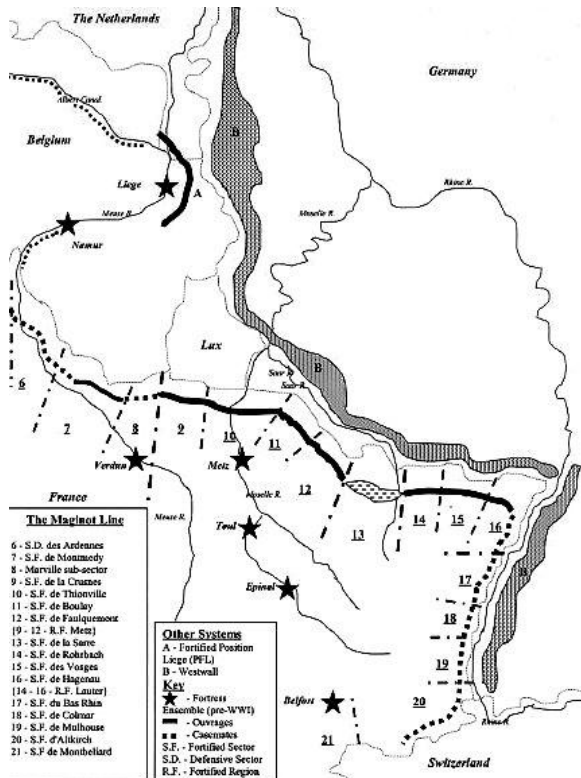 The Netherlands
Germany
Albert Canal
Belgium
B
Liege
A
Rhine R.
Moselle R.
Meuse R.
Namur
Lux
B
Saar R.
6
7
8
9
10
11
Verdun
Metz
12
France
Moselle R.
13
14
15
16
Meuse R.
Toul
17
B
Epinal
18
19
Belfort
20
21
Rhine R.
Switzerland
The Maginot Line
6 - S.D. des Ardennes
7 - S.F. de Montmedy
8 - Marville sub-sector
9 - S.F. de la Crusnes
10 - S.F. de Thionville
11 - S.F. de Boulay
12 - S.F. de Faulquemont
[9 - 12 - R.F. Metz]
13 - S.F. de la Sarre
14 - S.F. de Rohrbach
15 - S.F. des Vosges
16 - S.F. de Hagenau
[14 - 16 - R.F. Lauter]
17 - S.F. du Bas Rhin
18 - S.F. de Colmar
19 - S.F. de Mulhouse
20 - S.F. d'Altkirch
21 - S.F de Montbeliard
Other Systems
A - Fortified Position
Liege (PFL)
B - Westwall
Key
- Fortress
Ensemble (pre-WWI)
- Ouvrages
- Casemates
S.F. - Fortified Sector
S.D. - Defensive Sector
R.F. - Fortified Region